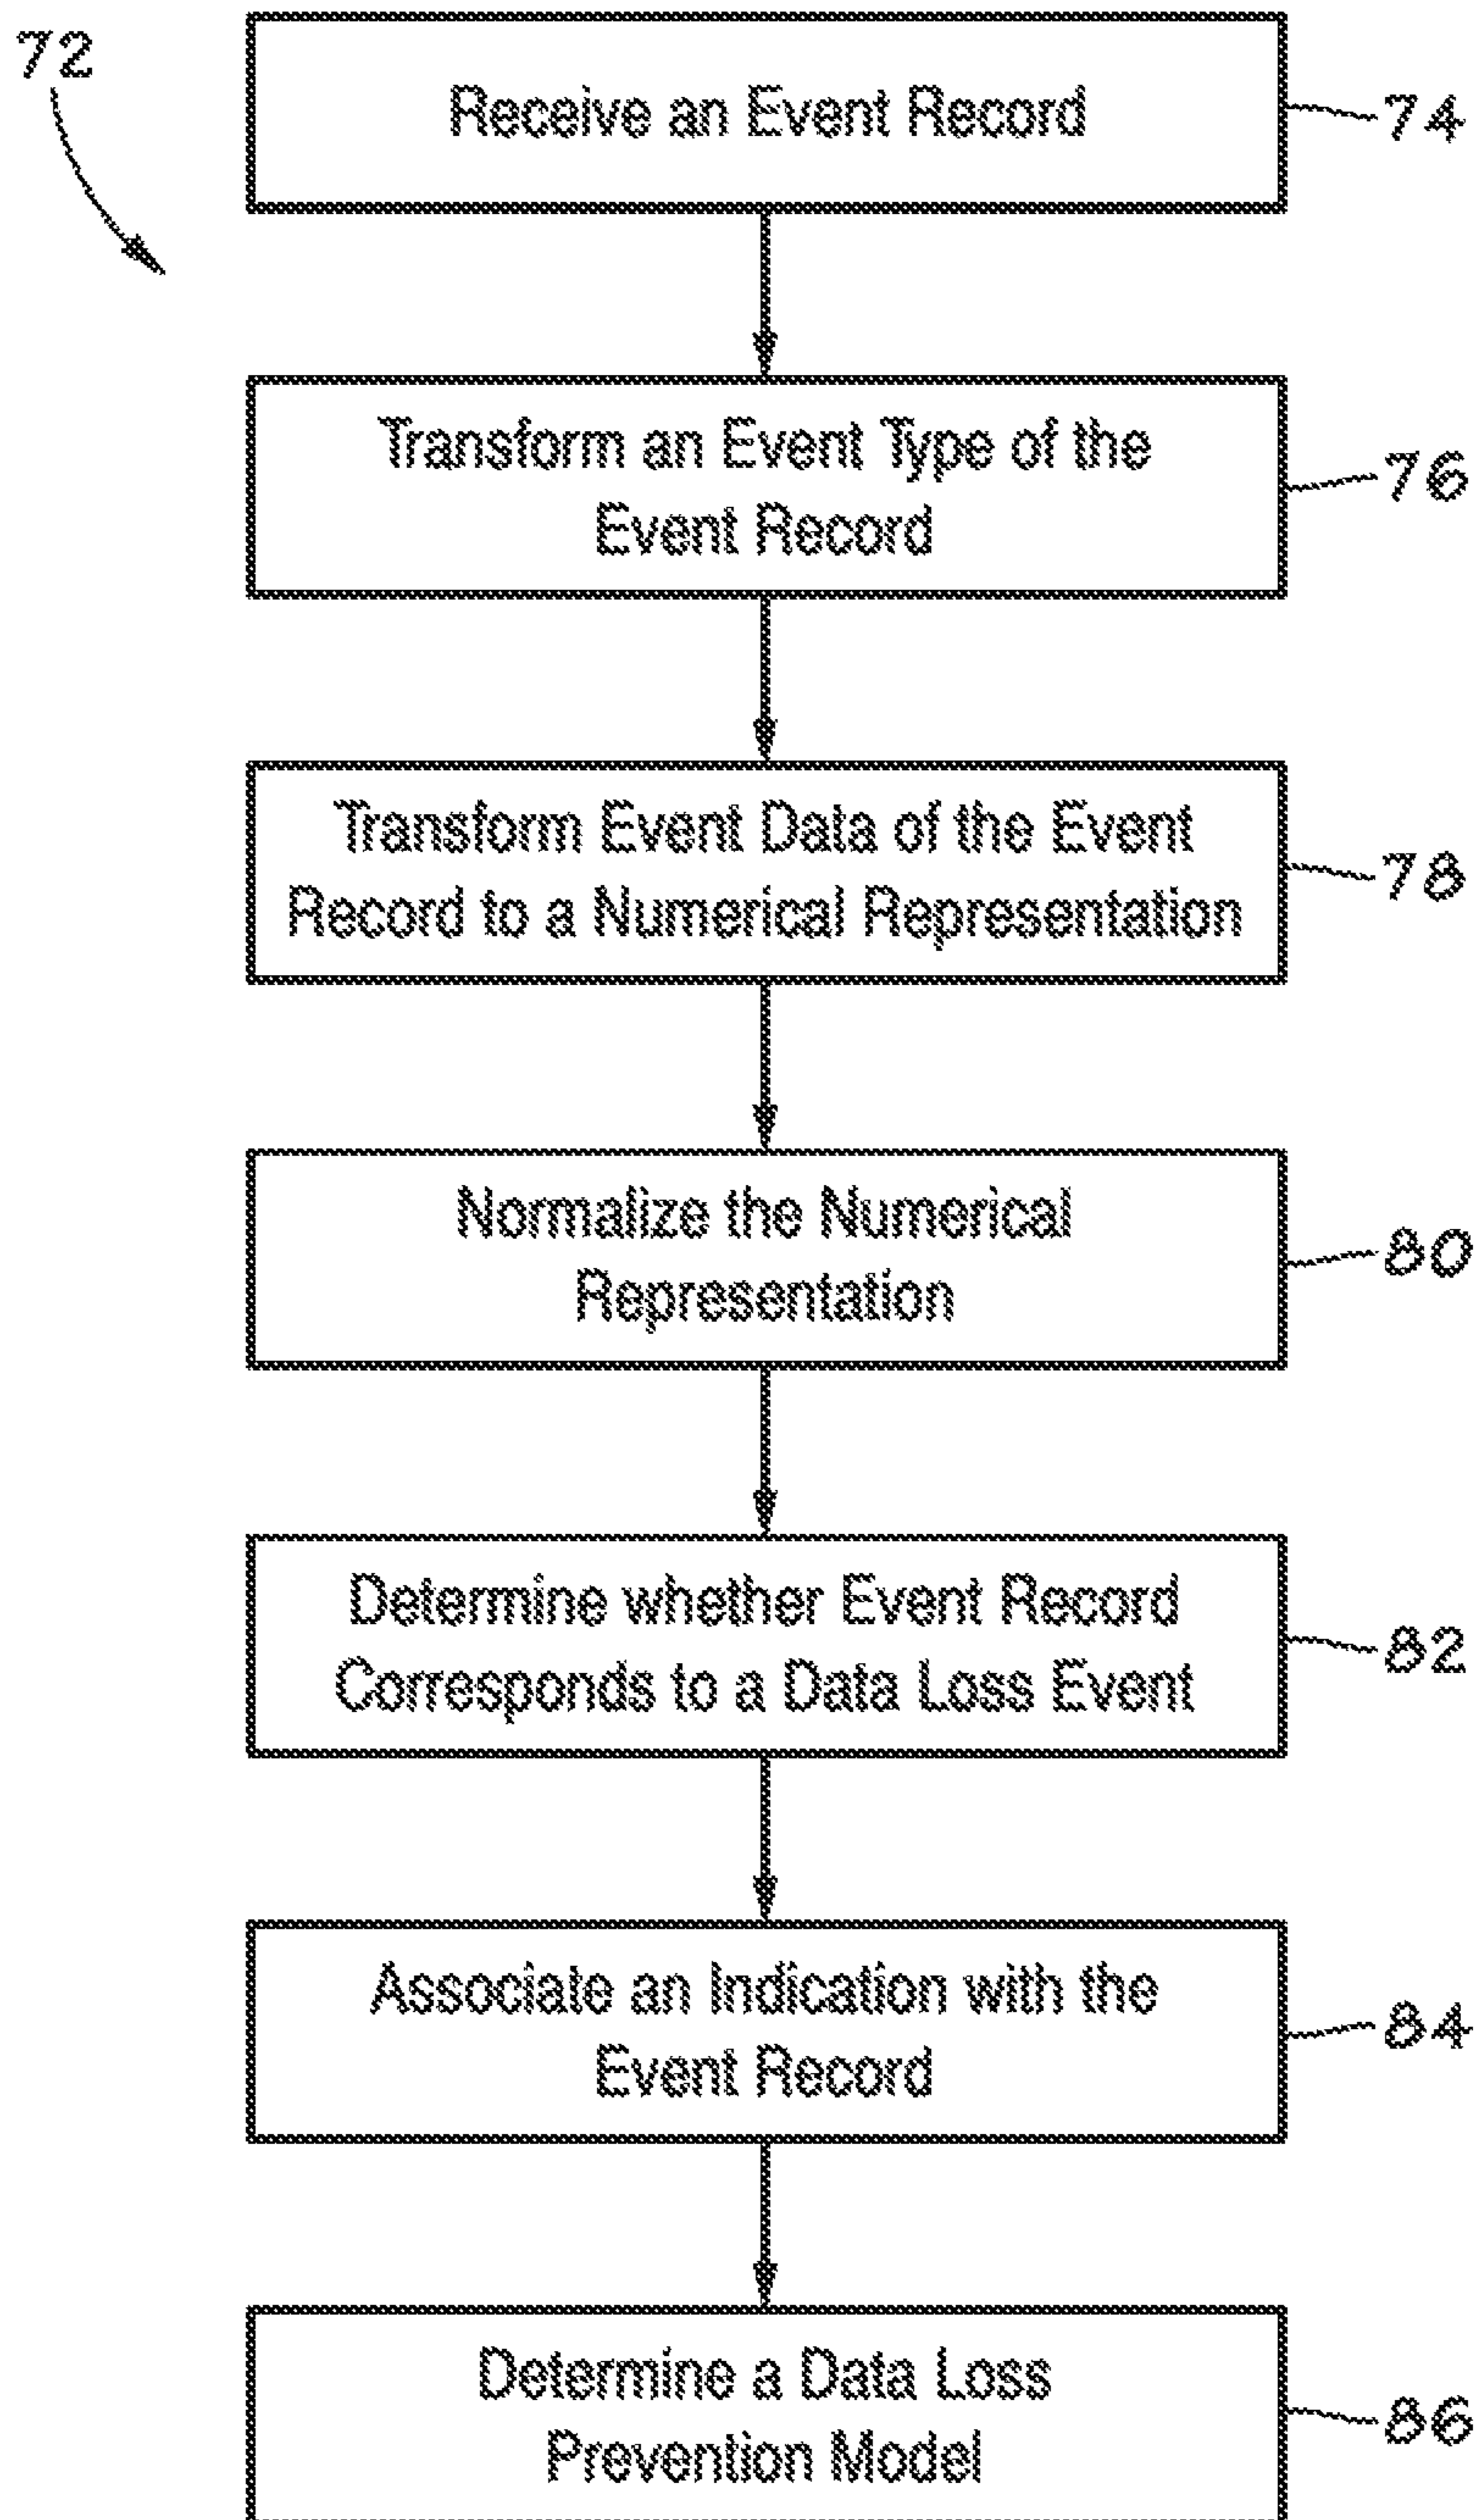 72
Receive an Event Record
74
Transform an Event Type of the
Event Record
76
Transform Event Data of the Event
Record to a Numerical Representation
78
Normalize the Numerical
Representation
80
Determine whether Event Record
Corresponds to a Data Loss Event
82
Associate an Indication with the
Event Record
84
Determine a Data Loss
Prevention Model
86